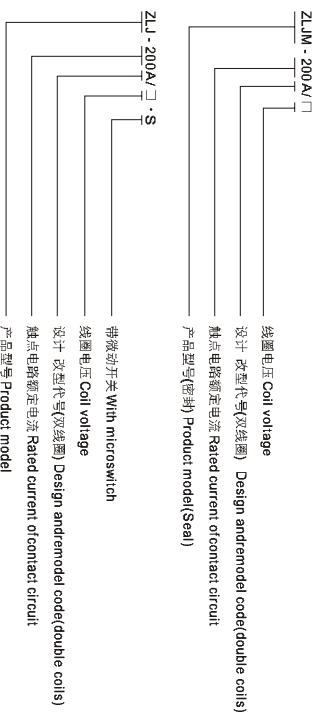 ZLJM - 200A/□
线圈电压 Coil voltage
设计 改型代号(双线圈) Design andremodel code(double coils)
触点电路额定电流 Rated current ofcontact circuit
产品型号(密封) Product model(Seal)
ZLJ - 200A/□ · S
带微动开关 With microswitch
线圈电压 Coil voltage
设计 改型代号(双线圈) Design andremodel code(double coils)
触点电路额定电流 Rated current ofcontact circuit
产品型号 Product model